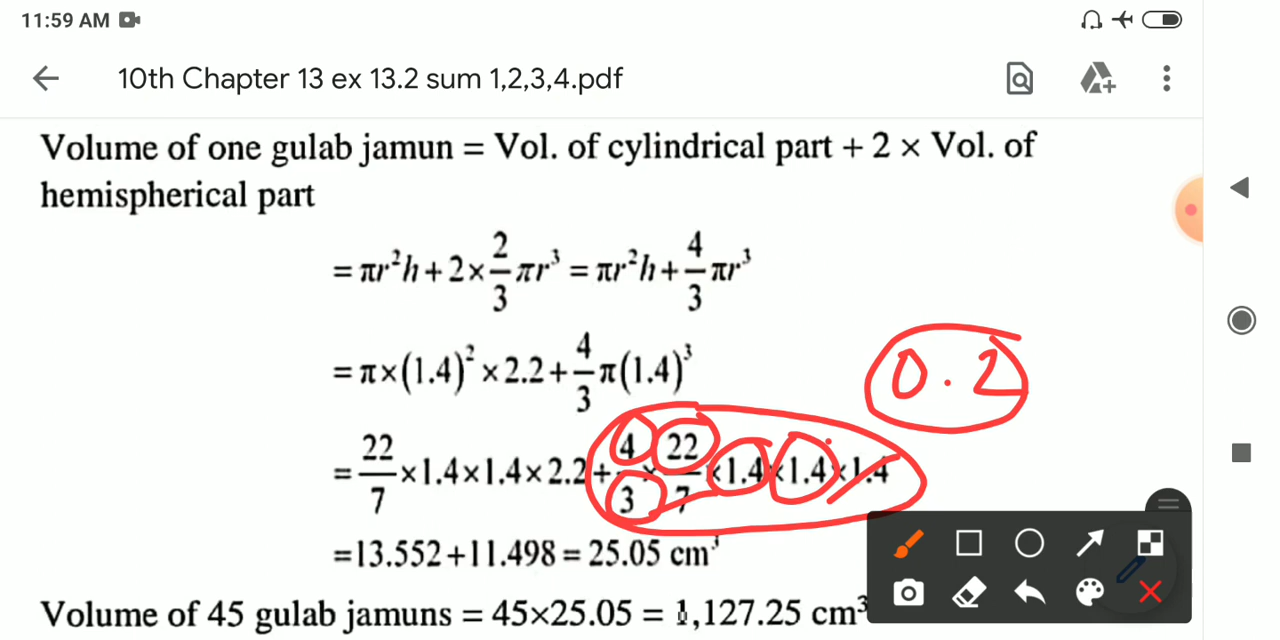 11:59 AM
10th Chapter 13 ex 13.2 sum 1,2,3,4.pdf
Volume of one gulab jamun = Vol. of cylindrical part + 2 × Vol. of
hemispherical part
= πr²h + 2 × 2/3 πr³ = πr²h + 4/3 πr³
= π × (1.4)² × 2.2 + 4/3 π(1.4)³
0.2
= 22/7 × 1.4 × 1.4 × 2.2 + 4/3 × 22/7 × 1.4 × 1.4 × 1.4
= 13.552 + 11.498 = 25.05 cm³
Volume of 45 gulab jamuns = 45×25.05 = 1,127.25 cm³